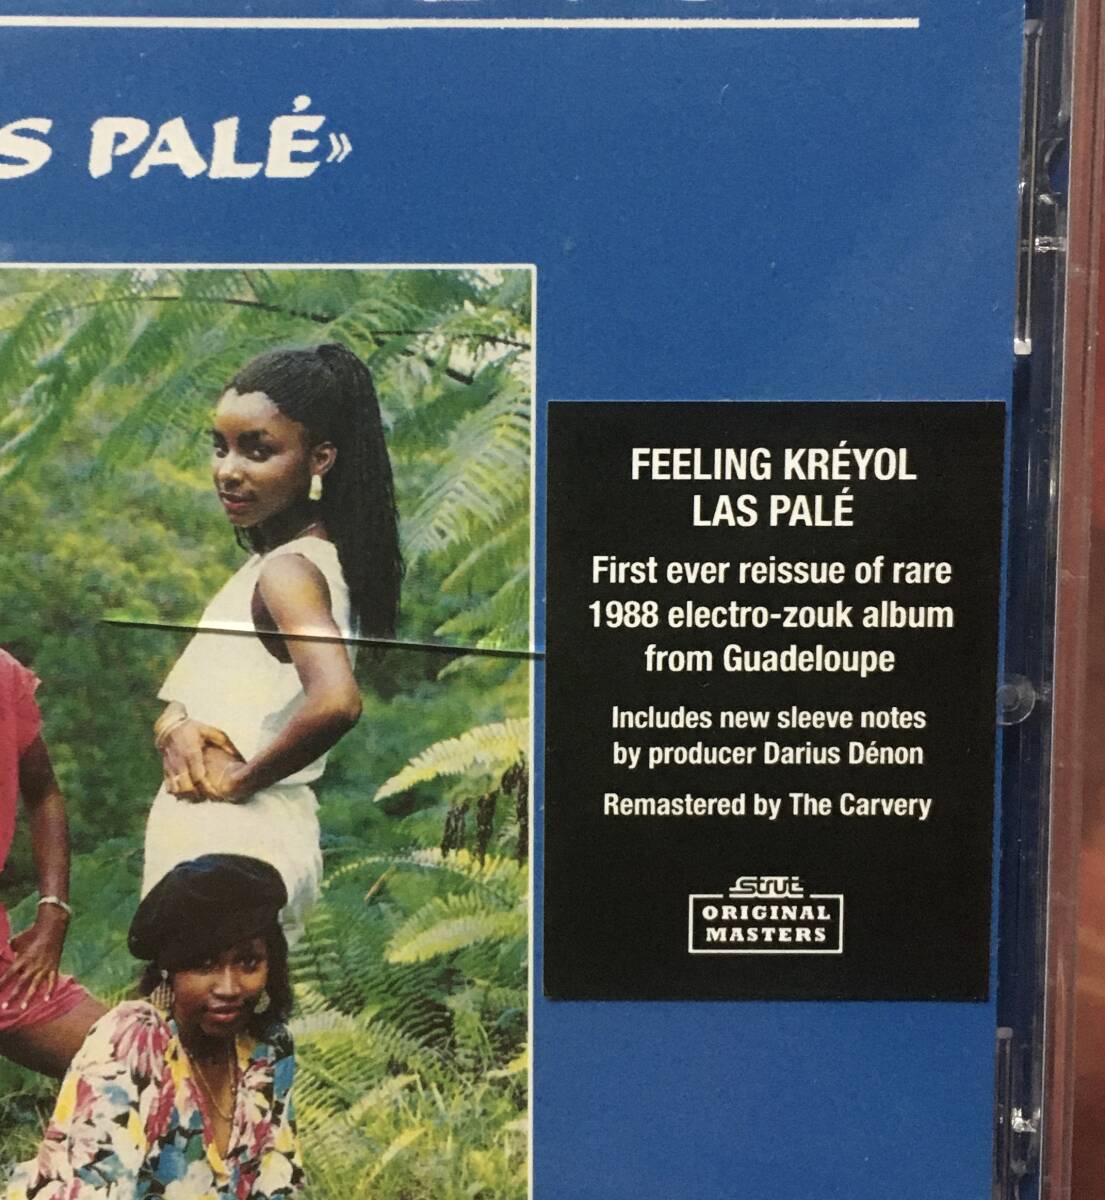 S PALÉ»
FEELING KRÉYOL
LAS PALÉ
First ever reissue of rare
1988 electro-zouk album
from Guadeloupe
Includes new sleeve notes
by producer Darius Dénon
Remastered by The Carvery
Strut
ORIGINAL
MASTERS